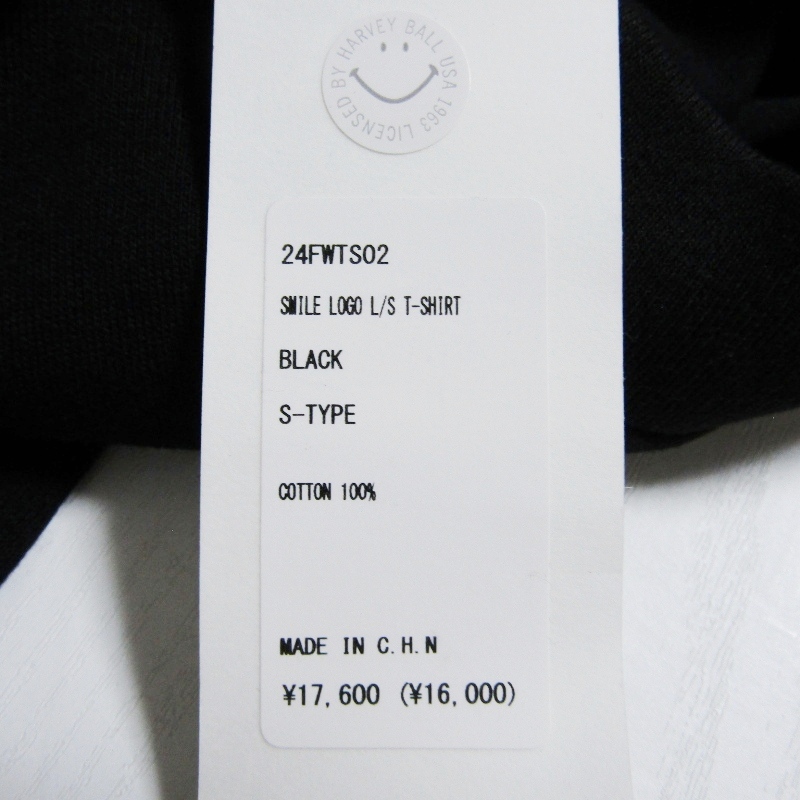 LICENSED BY HARVEY BALL USA 1963
24FWTS02
SMILE LOGO L/S T-SHIRT
BLACK
S-TYPE
COTTON 100%
MADE IN C.H.N
¥17,600 (¥16,000)